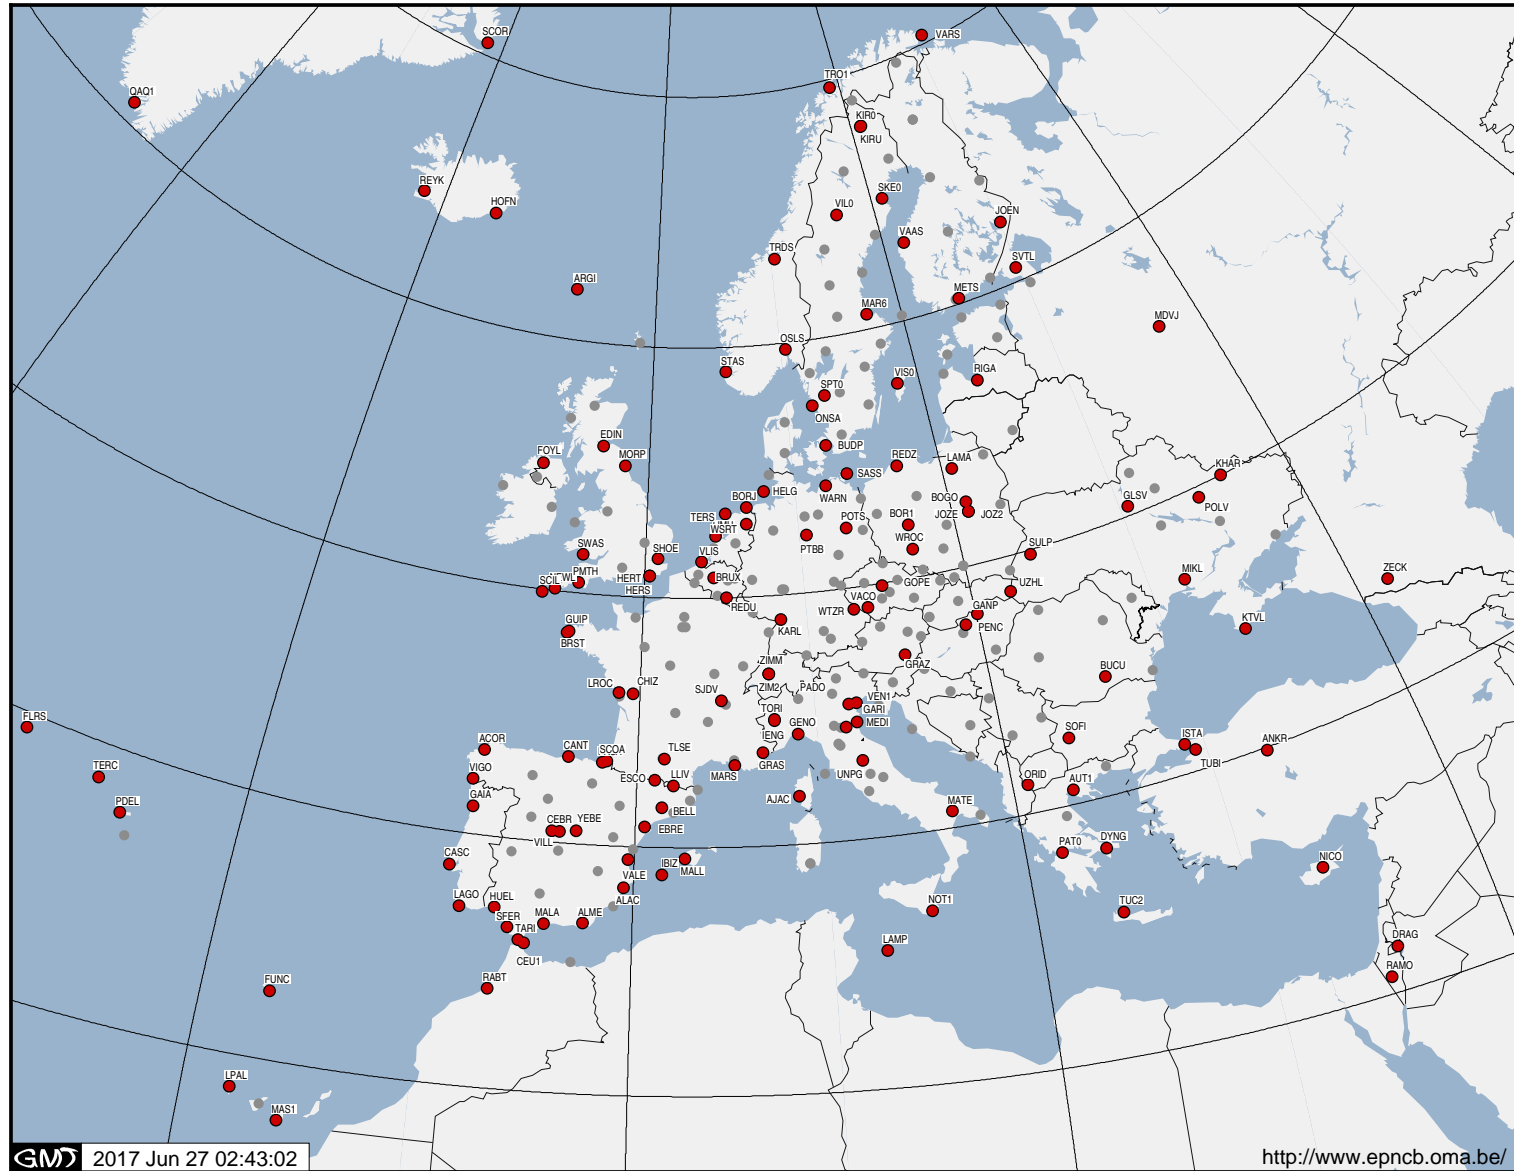 SCOR
VARS
QAQ1
TRO1
KIR0
KIRU
REYK
SKE0
HOFN
VIL0
JOEN
VAAS
TRDS
SVTL
ARGI
METS
MAR6
MDVJ
OSLS
STAS
RIGA
VIS0
SPT0
ONSA
EDIN
BUDP
FOYL
MORP
REDZ
LAMA
SASS
KHAR
HELG
WARN
GLSV
POLV
BORJ
BOGO
TERS
JOZE
JOZ2
WSRT
POTS
BOR1
PTBB
WROC
SWAS
SHOE
SULP
VLIS
PMTH
SCIL
HERT
HERS
BRUX
GOPE
UZHL
MIKL
ZECK
REDU
VACO
WTZR
GANP
GUIP
BRST
KARL
PENC
KTVL
GRAZ
ZIMM
ZIM2
BUCU
LROC
CHIZ
SJDV
PADO
VEN1
GARI
FLRS
TORI
MEDI
GENO
IENG
SOFI
ISTA
ACOR
CANT
SCOA
TLSE
ANKR
TUBI
TERC
VIGO
ESCO
LLIV
MARS
GRAS
UNPG
ORID
AUT1
GAIA
AJAC
PDEL
BELL
MATE
CEBR
YEBE
EBRE
VILL
CASC
IBIZ
MALL
PAT0
DYNG
NICO
VALE
ALAC
LAGO
HUEL
NOT1
TUC2
SFER
MALA
ALME
TARI
CEU1
LAMP
DRAG
FUNC
RABT
RAMO
LPAL
MAS1
GMT 2017 Jun 27 02:43:02
http://www.epncb.oma.be/